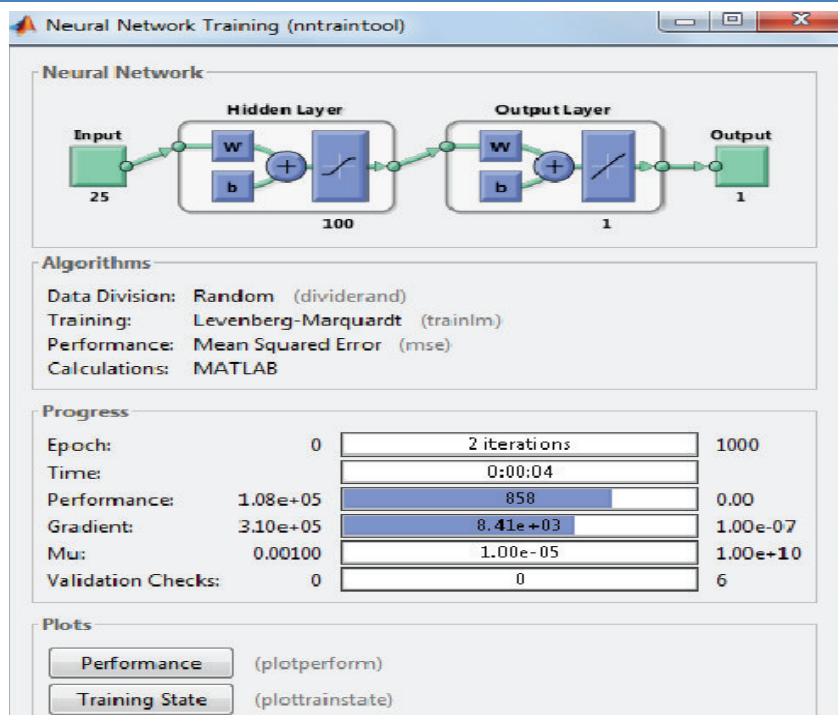 Neural Network Training (nntraintool)
Neural Network
Hidden Layer
Output Layer
Input
Output
W
b
+
W
b
+
25
100
1
1
Algorithms
Data Division: Random (dividerand)
Training: Levenberg-Marquardt (trainlm)
Performance: Mean Squared Error (mse)
Calculations: MATLAB
Progress
Epoch: 0 2 iterations 1000
Time: 0:00:04
Performance: 1.08e+05 858 0.00
Gradient: 3.10e+05 8.41e+03 1.00e-07
Mu: 0.00100 1.00e-05 1.00e+10
Validation Checks: 0 0 6
Plots
Performance (plotperform)
Training State (plottrainstate)